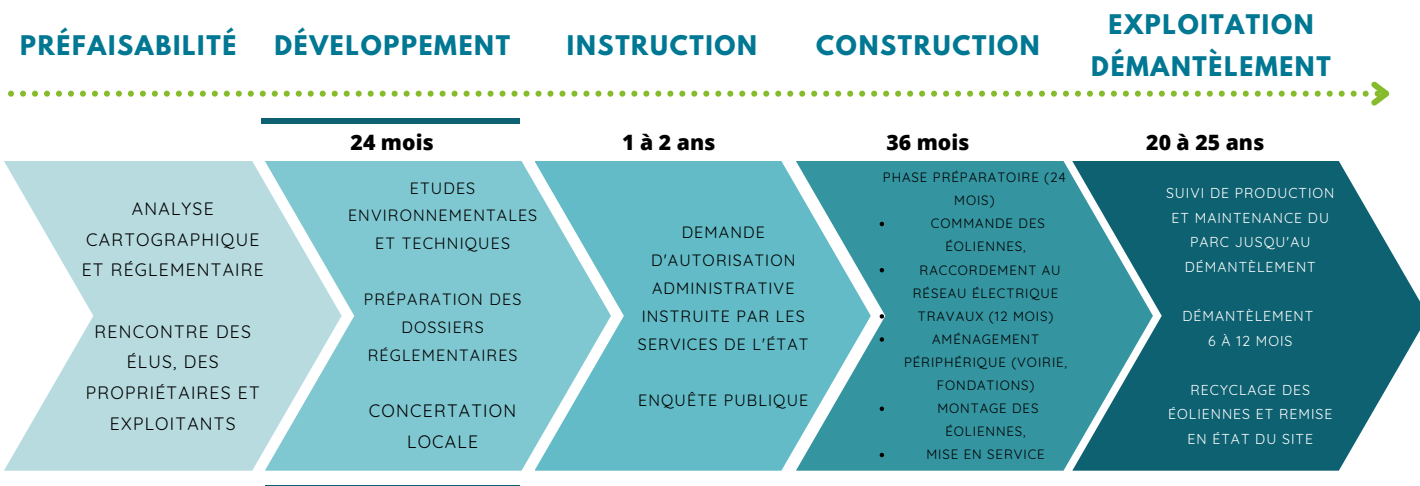 PRÉFAISABILITÉ
DÉVELOPPEMENT
INSTRUCTION
CONSTRUCTION
EXPLOITATION
DÉMANTÈLEMENT
24 mois
1 à 2 ans
36 mois
20 à 25 ans
ANALYSE
CARTOGRAPHIQUE
ET RÉGLEMENTAIRE
RENCONTRE DES
ÉLUS, DES
PROPRIÉTAIRES ET
EXPLOITANTS
ETUDES
ENVIRONNEMENTALES
ET TECHNIQUES
PRÉPARATION DES
DOSSIERS
RÉGLEMENTAIRES
CONCERTATION
LOCALE
DEMANDE
D'AUTORISATION
ADMINISTRATIVE
INSTRUITE PAR LES
SERVICES DE L'ÉTAT
ENQUÊTE PUBLIQUE
PHASE PRÉPARATOIRE (24
MOIS)
• COMMANDE DES
ÉOLIENNES,
• RACCORDEMENT AU
RÉSEAU ÉLECTRIQUE
• TRAVAUX (12 MOIS)
• AMÉNAGEMENT
PÉRIPHÉRIQUE (VOIRIE,
FONDATIONS)
• MONTAGE DES
ÉOLIENNES,
• MISE EN SERVICE
SUIVI DE PRODUCTION
ET MAINTENANCE DU
PARC JUSQU'AU
DÉMANTÈLEMENT
DÉMANTÈLEMENT
6 À 12 MOIS
RECYCLAGE DES
ÉOLIENNES ET REMISE
EN ÉTAT DU SITE